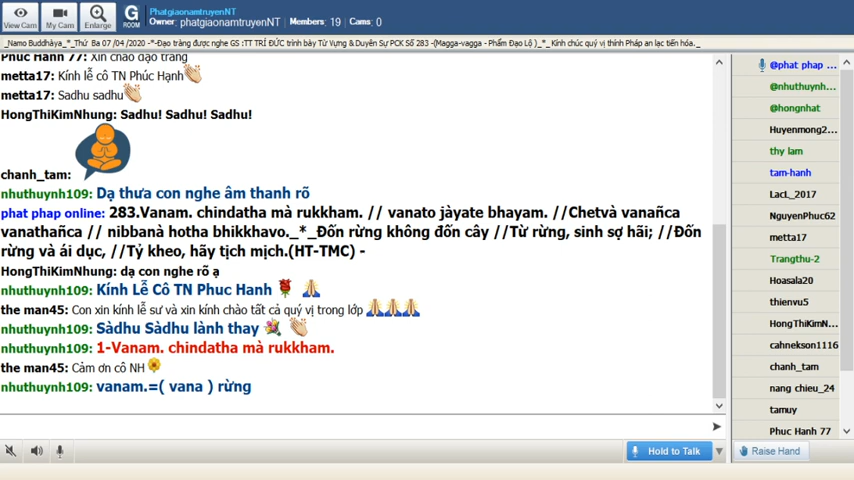 PhatgiaonamtruyenNT
Owner: phatgiaonamtruyenNT | Members: 19 | Cams: 0
View Cam
My Cam
Enlarge
G
ROOM
_Namo Buddhàya_*_Thứ Ba 07 /04 /2020 -*-Đạo tràng được nghe GS :TT TRÍ ĐỨC trình bày Từ Vựng & Duyên Sự PCK Số 283 -(Magga-vagga - Phẩm Đạo Lộ )_*_ Kính chúc quý vị thính Pháp an lạc tiến hóa._
Phuc Hanh 77: Xin chào đạo tràng
metta17: Kính lễ cô TN Phúc Hạnh
metta17: Sadhu sadhu
HongThiKimNhung: Sadhu! Sadhu! Sadhu!
chanh_tam:
nhuthuynh109: Dạ thưa con nghe âm thanh rõ
phat phap online: 283.Vanam. chindatha mà rukkham. // vanato jàyate bhayam. //Chetvà vanañca
vanathañca // nibbanà hotha bhikkhavo._*_Đốn rừng không đốn cây //Từ rừng, sinh sợ hãi; //Đốn
rừng và ái dục, //Tỷ kheo, hãy tịch mịch.(HT-TMC) -
HongThiKimNhung: dạ con nghe rõ ạ
nhuthuynh109: Kính Lễ Cô TN Phuc Hanh
the man45: Con xin kính lễ sư và xin kính chào tất cả quý vị trong lớp
nhuthuynh109: Sàdhu Sàdhu lành thay
nhuthuynh109: 1-Vanam. chindatha mà rukkham.
the man45: Cảm ơn cô NH
nhuthuynh109: vanam.=( vana ) rừng
@phat phap ...
@nhuthuynh...
@hongnhat
Huyenmong2...
thy lam
tam-hanh
LacL_2017
NguyenPhuc62
metta17
Trangthu-2
Hoasala20
thienvu5
HongThiKimN...
cahnekson1116
chanh_tam
nang chieu_24
tamuy
Phuc Hanh 77
Hold to Talk
Raise Hand